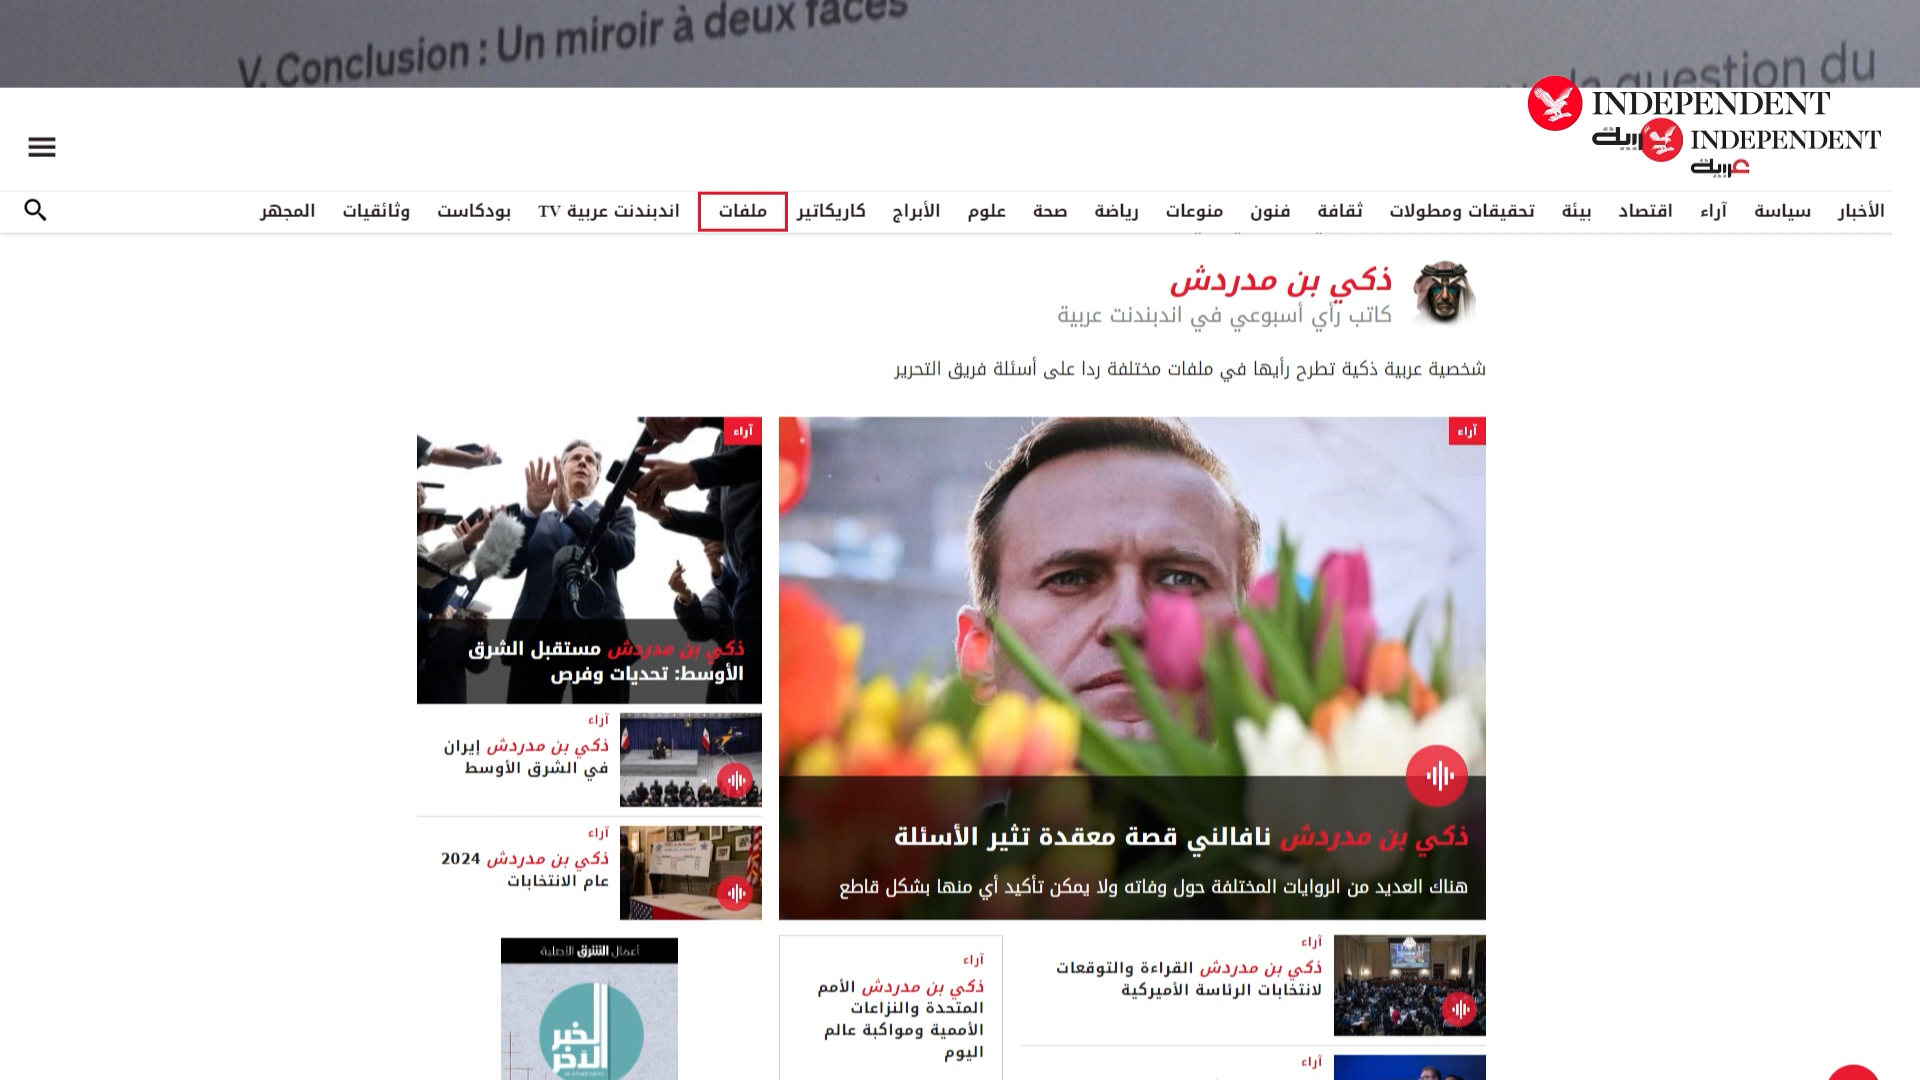 V. Conclusion : Un miroir à deux faces
question du
INDEPENDENT
INDEPENDENT
عربية
الأخبار سياسة آراء اقتصاد بيئة تحقيقات ومطولات ثقافة فنون منوعات رياضة صحة علوم الأبراج كاريكاتير ملفات اندبندنت عربية TV بودكاست وثائقيات المجهر
ذكي بن مدردش
كاتب رأي أسبوعي في اندبندنت عربية
شخصية عربية ذكية تطرح رأيها في ملفات مختلفة ردا على أسئلة فريق التحرير
آراء
ذكي بن مدردش نافالني قصة معقدة تثير الأسئلة
هناك العديد من الروايات المختلفة حول وفاته ولا يمكن تأكيد أي منها بشكل قاطع
آراء
ذكي بن مدردش مستقبل الشرق
الأوسط: تحديات وفرص
آراء
ذكي بن مدردش إيران
في الشرق الأوسط
آراء
ذكي بن مدردش 2024
عام الانتخابات
آراء
ذكي بن مدردش القراءة والتوقعات
لانتخابات الرئاسة الأميركية
آراء
آراء
ذكي بن مدردش الأمم
المتحدة والنزاعات
الأممية ومواكبة عالم
اليوم
أعمال الشرق الأصلية
الخبر
الآخر